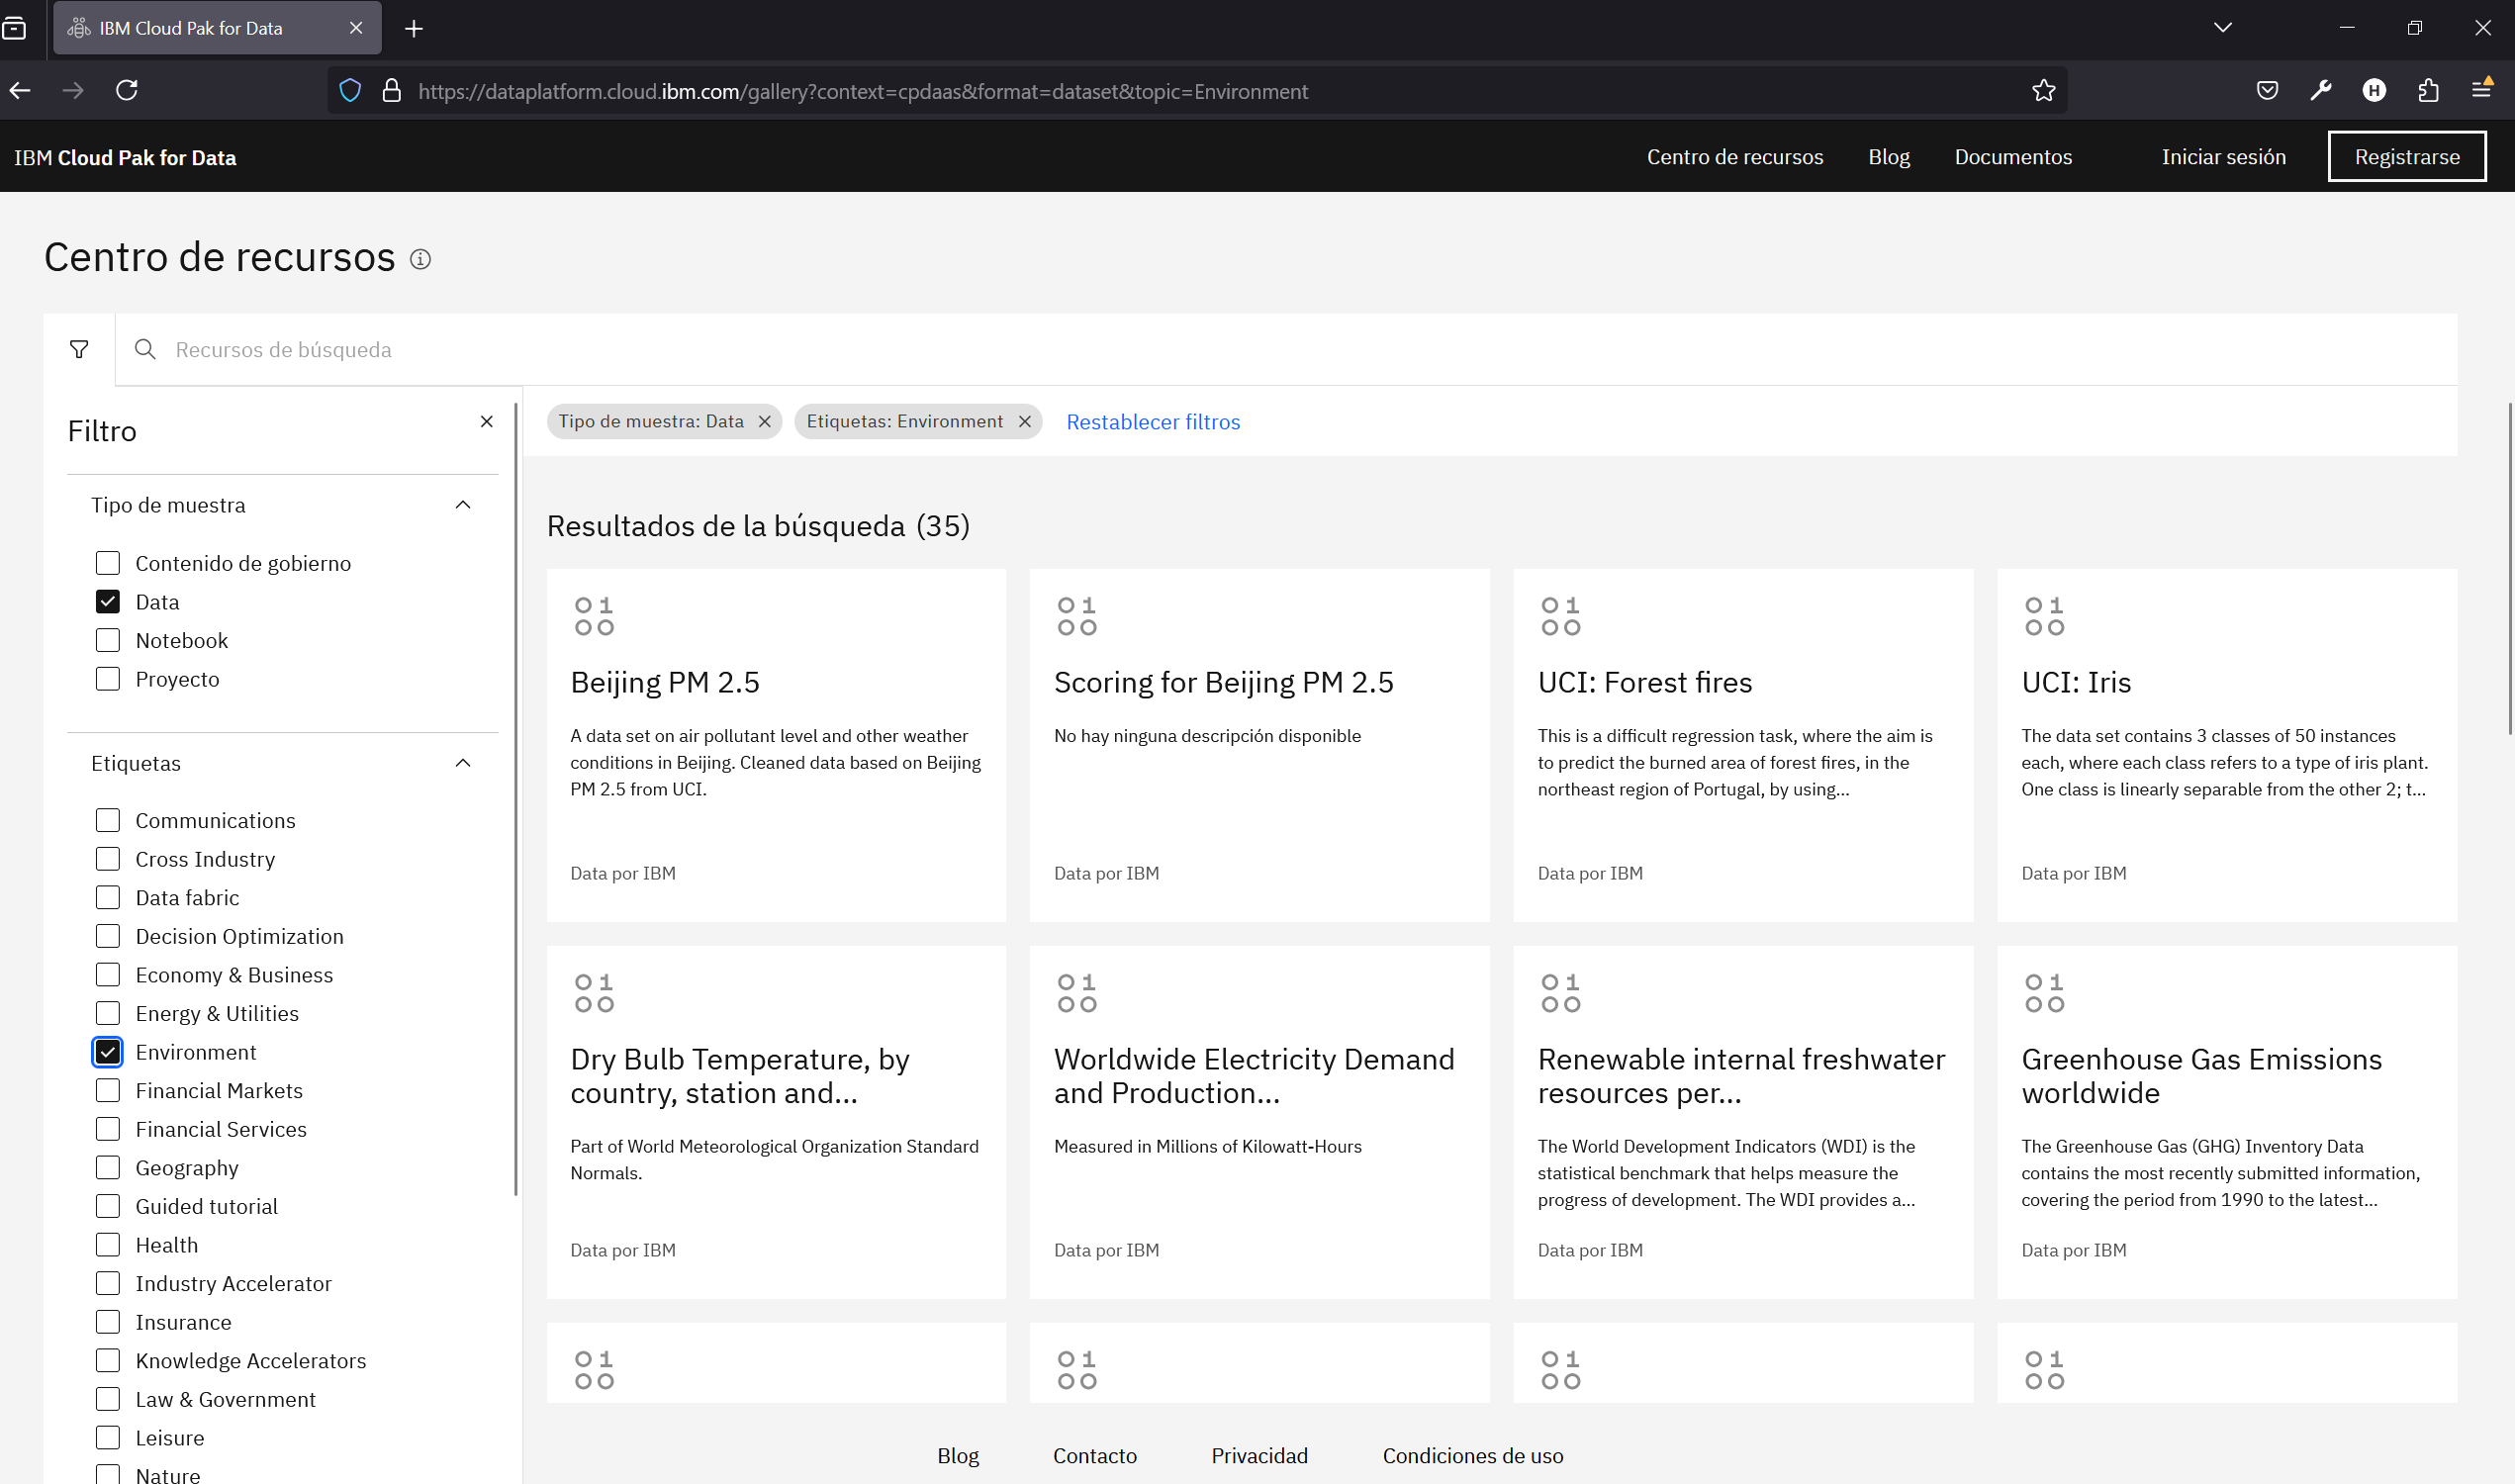 IBM Cloud Pak for Data
https://dataplatform.cloud.ibm.com/gallery?context=cpdaas&format=dataset&topic=Environment
H
IBM Cloud Pak for Data
Centro de recursos
Blog
Documentos
Iniciar sesión
Registrarse
Centro de recursos
Recursos de búsqueda
Filtro
Tipo de muestra
Contenido de gobierno
Data
Notebook
Proyecto
Etiquetas
Communications
Cross Industry
Data fabric
Decision Optimization
Economy & Business
Energy & Utilities
Environment
Financial Markets
Financial Services
Geography
Guided tutorial
Health
Industry Accelerator
Insurance
Knowledge Accelerators
Law & Government
Leisure
Nature
Tipo de muestra: Data
Etiquetas: Environment
Restablecer filtros
Resultados de la búsqueda (35)
Beijing PM 2.5
A data set on air pollutant level and other weather
conditions in Beijing. Cleaned data based on Beijing
PM 2.5 from UCI.
Data por IBM
Scoring for Beijing PM 2.5
No hay ninguna descripción disponible
Data por IBM
UCI: Forest fires
This is a difficult regression task, where the aim is
to predict the burned area of forest fires, in the
northeast region of Portugal, by using...
Data por IBM
UCI: Iris
The data set contains 3 classes of 50 instances
each, where each class refers to a type of iris plant.
One class is linearly separable from the other 2; t...
Data por IBM
Dry Bulb Temperature, by
country, station and...
Part of World Meteorological Organization Standard
Normals.
Data por IBM
Worldwide Electricity Demand
and Production...
Measured in Millions of Kilowatt-Hours
Data por IBM
Renewable internal freshwater
resources per...
The World Development Indicators (WDI) is the
statistical benchmark that helps measure the
progress of development. The WDI provides a...
Data por IBM
Greenhouse Gas Emissions
worldwide
The Greenhouse Gas (GHG) Inventory Data
contains the most recently submitted information,
covering the period from 1990 to the latest...
Data por IBM
Blog
Contacto
Privacidad
Condiciones de uso